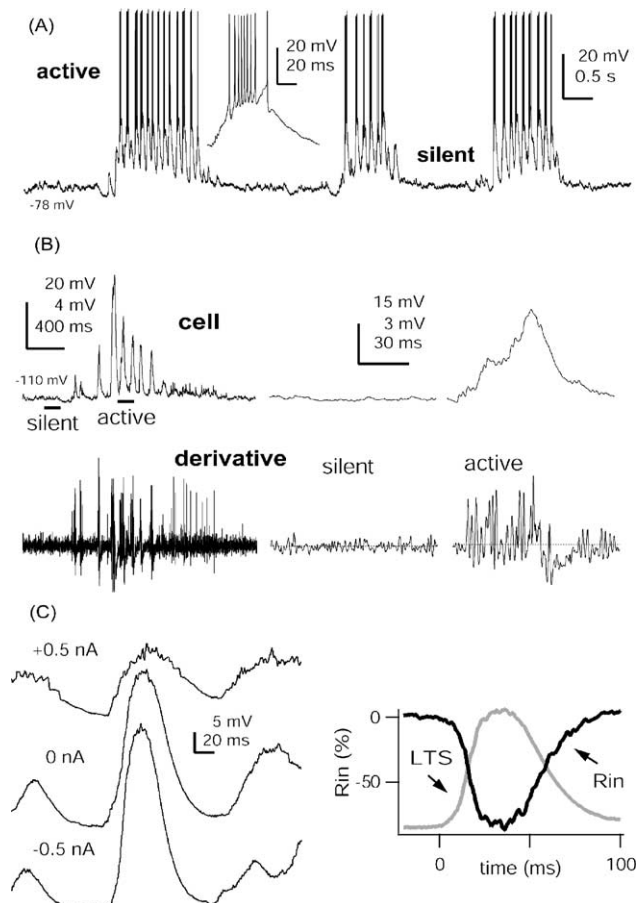 (A)
active
20 mV
20 ms
20 mV
0.5 s
silent
-78 mV
(B)
20 mV
4 mV
400 ms
cell
15 mV
3 mV
30 ms
-110 mV
silent
active
derivative
silent
active
(C)
+0.5 nA
5 mV
20 ms
0 nA
-0.5 nA
Rin (%)
0
-50
LTS
Rin
0
100
time (ms)